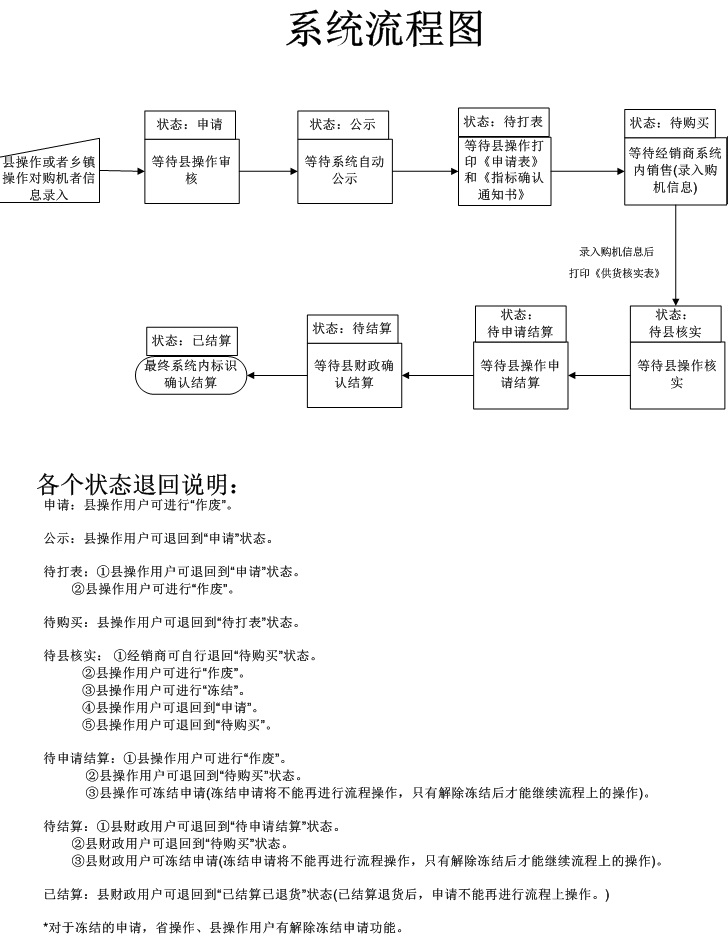 系统流程图
状态：申请
状态：公示
状态：待打表
状态：待购买
县操作或者乡镇
操作对购机者信
息录入
等待县操作审
核
等待系统自动
公示
等待县操作打
印《申请表》
和《指标确认
通知书》
等待经销商系统
内销售(录入购
机信息)
录入购机信息后
打印《供货核实表》
状态：
待县核实
等待县操作核
实
状态：
待申请结算
等待县操作申
请结算
状态：待结算
等待县财政确
认结算
状态：已结算
最终系统内标识
确认结算
各个状态退回说明：
申请：县操作用户可进行“作废”。
公示：县操作用户可退回到“申请”状态。
待打表：①县操作用户可退回到“申请”状态。
②县操作用户可进行“作废”。
待购买：县操作用户可退回到“待打表”状态。
待县核实： ①经销商可自行退回“待购买”状态。
②县操作用户可进行“作废”。
③县操作用户可进行“冻结”。
④县操作用户可退回到“申请”。
⑤县操作用户可退回到“待购买”。
待申请结算：①县操作用户可进行“作废”。
②县操作用户可退回到“待购买”状态。
③县操作可冻结申请(冻结申请将不能再进行流程操作，只有解除冻结后才能继续流程上的操作)。
待结算：①县财政用户可退回到“待申请结算”状态。
②县财政用户可退回到“待购买”状态。
③县财政用户可冻结申请(冻结申请将不能再进行流程操作，只有解除冻结后才能继续流程上的操作)。
已结算：县财政用户可退回到“已结算已退货”状态(已结算退货后，申请不能再进行流程上操作。)
*对于冻结的申请，省操作、县操作用户有解除冻结申请功能。